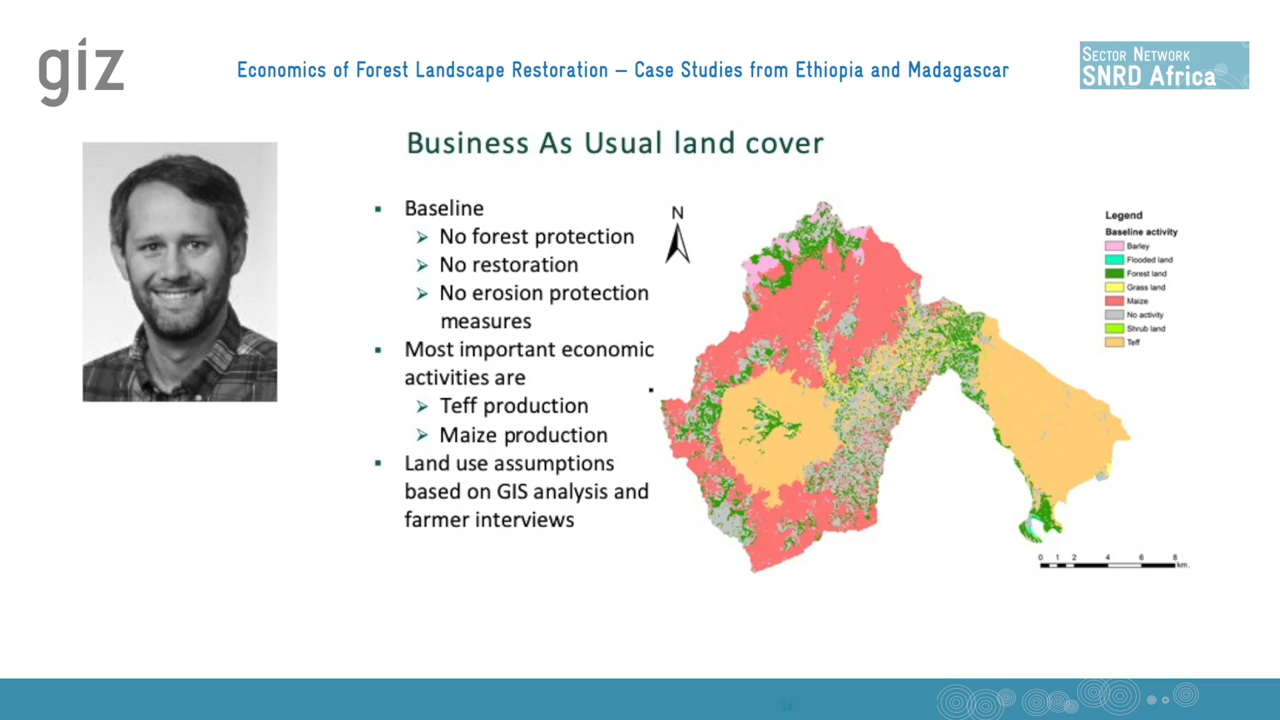 giz
Economics of Forest Landscape Restoration – Case Studies from Ethiopia and Madagascar
SECTOR NETWORK
SNRD Africa
Business As Usual land cover
▪ Baseline
➢ No forest protection
➢ No restoration
➢ No erosion protection
measures
▪ Most important economic
activities are
➢ Teff production
➢ Maize production
▪ Land use assumptions
based on GIS analysis and
farmer interviews
N
Legend
Baseline activity
Barley
Flooded land
Forest land
Grass land
Maize
No activity
Shrub land
Teff
0 1 2 4 6 8
km.